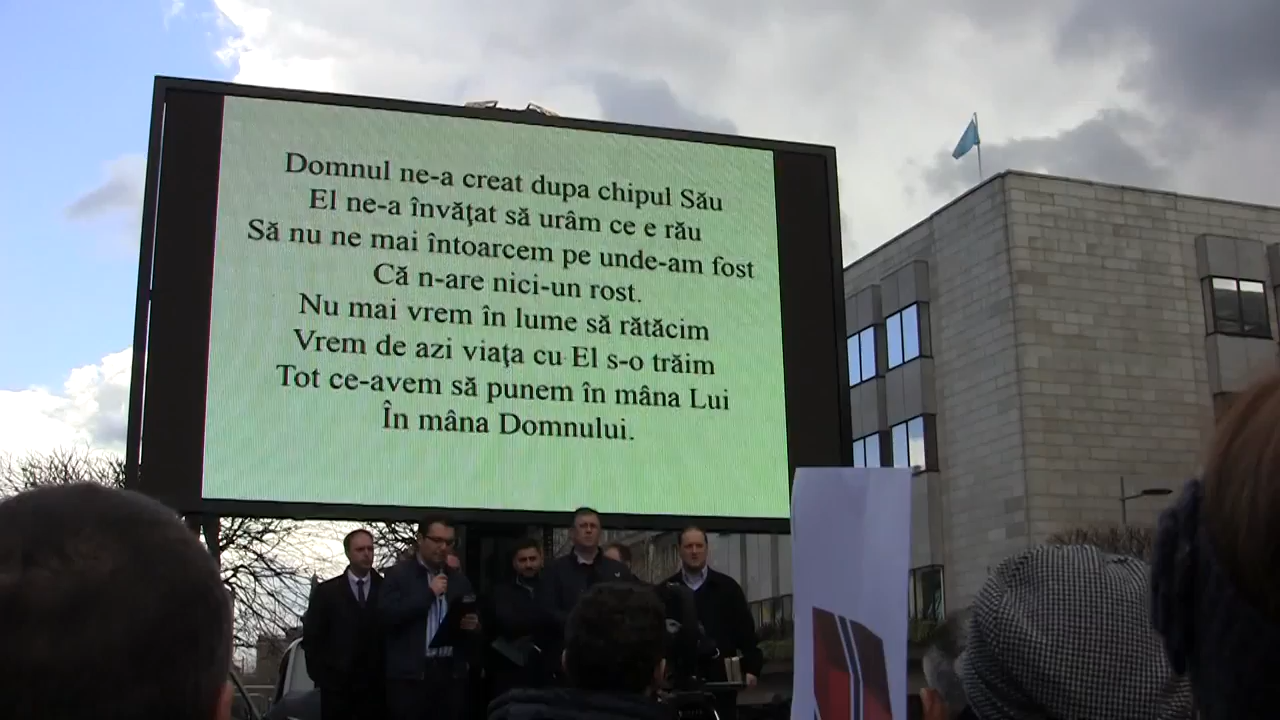 Domnul ne-a creat dupa chipul Său
El ne-a învăţat să urâm ce e rău
Să nu ne mai întoarcem pe unde-am fost
Că n-are nici-un rost.
Nu mai vrem în lume să rătăcim
Vrem de azi viaţa cu El s-o trăim
Tot ce-avem să punem în mâna Lui
În mâna Domnului.